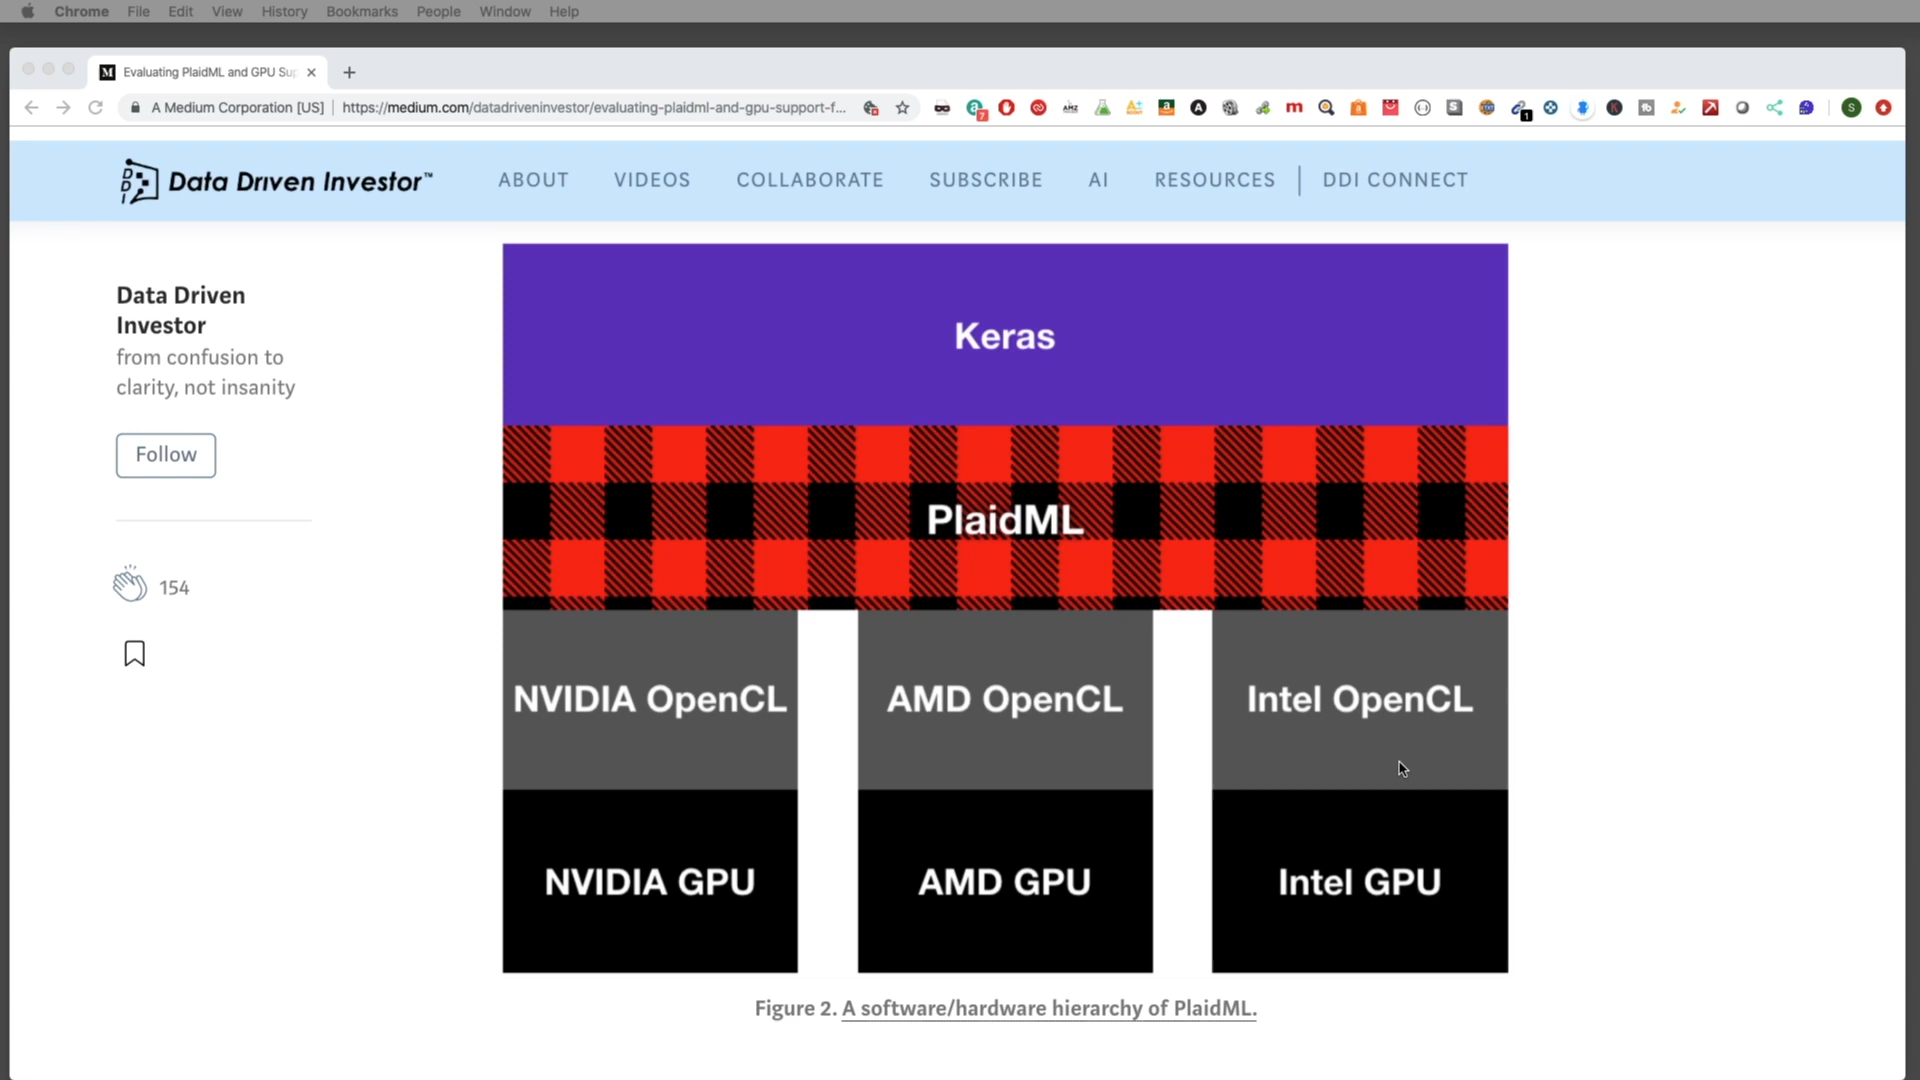 Chrome File Edit View History Bookmarks People Window Help
M Evaluating PlaidML and GPU Sup
A Medium Corporation [US] https://medium.com/datadriveninvestor/evaluating-plaidml-and-gpu-support-f...
DDI Data Driven Investor™ ABOUT VIDEOS COLLABORATE SUBSCRIBE AI RESOURCES DDI CONNECT
Data Driven
Investor
from confusion to
clarity, not insanity
Follow
154
Keras
PlaidML
NVIDIA OpenCL AMD OpenCL Intel OpenCL
NVIDIA GPU AMD GPU Intel GPU
Figure 2. A software/hardware hierarchy of PlaidML.